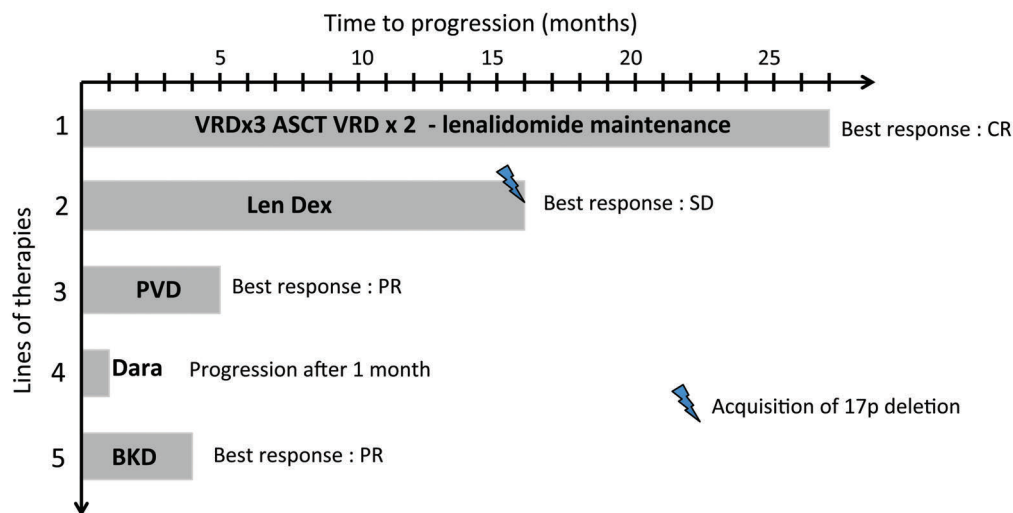 Time to progression (months)
5 10 15 20 25
Lines of therapies
1 VRDx3 ASCT VRD x 2 - lenalidomide maintenance Best response : CR
2 Len Dex Best response : SD
3 PVD Best response : PR
4 Dara Progression after 1 month
Acquisition of 17p deletion
5 BKD Best response : PR